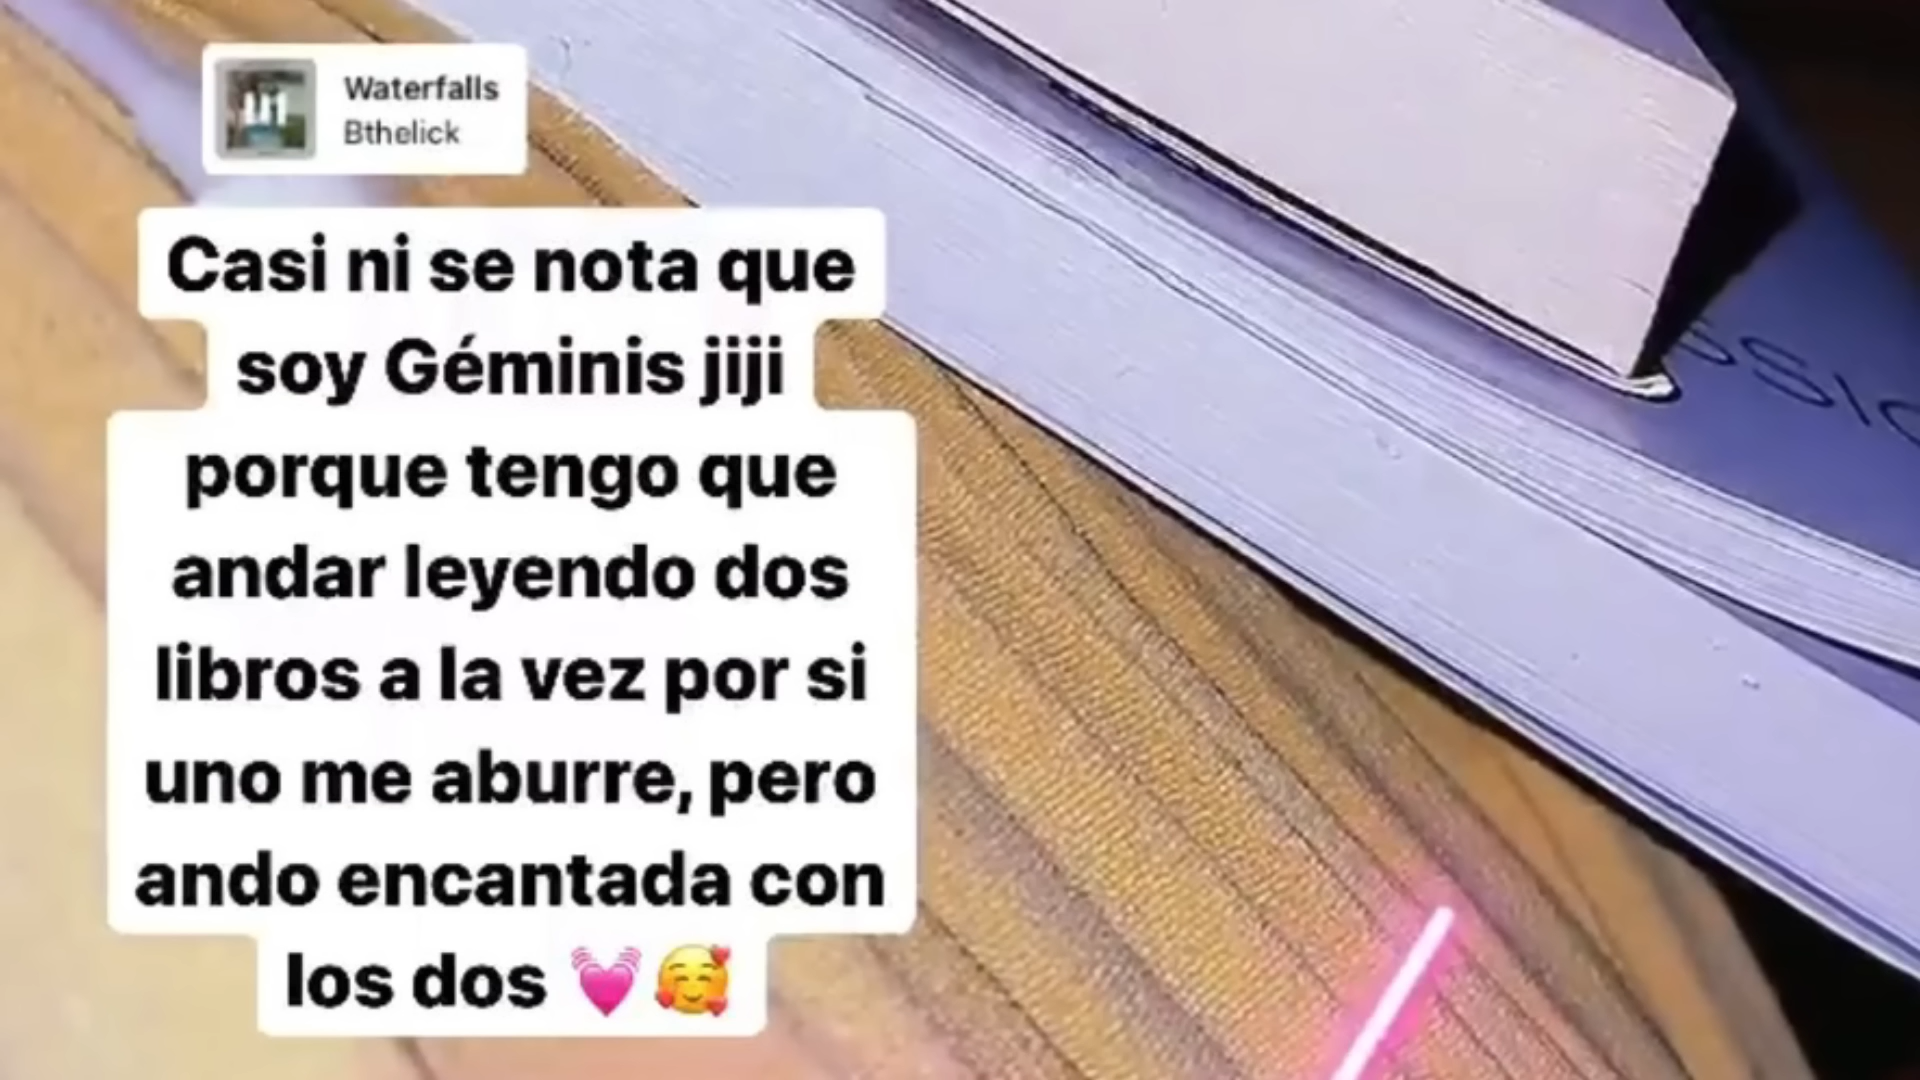 Waterfalls
Bthelick
Casi ni se nota que
soy Géminis jiji
porque tengo que
andar leyendo dos
libros a la vez por si
uno me aburre, pero
ando encantada con
los dos 💓🥰